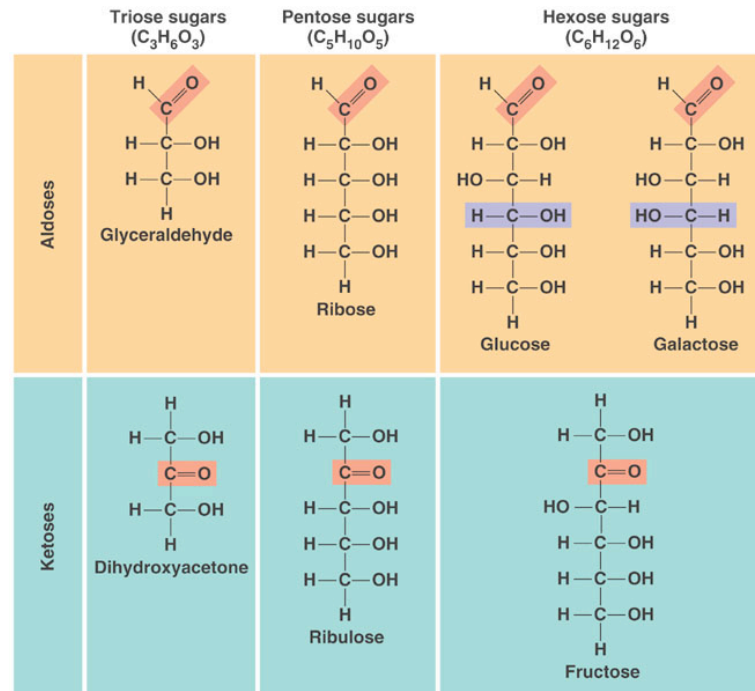 Triose sugars
(C3H6O3)
Pentose sugars
(C5H10O5)
Hexose sugars
(C6H12O6)
Aldoses
H O
C
H—C—OH
H—C—OH
H
Glyceraldehyde
H O
C
H—C—OH
H—C—OH
H—C—OH
H—C—OH
H
Ribose
H O
C
H—C—OH
HO—C—H
H—C—OH
H—C—OH
H—C—OH
H
Glucose
H O
C
H—C—OH
HO—C—H
HO—C—H
H—C—OH
H—C—OH
H
Galactose
Ketoses
H
H—C—OH
C=O
H—C—OH
H
Dihydroxyacetone
H
H—C—OH
C=O
H—C—OH
H—C—OH
H—C—OH
H
Ribulose
H
H—C—OH
C=O
HO—C—H
H—C—OH
H—C—OH
H—C—OH
H
Fructose